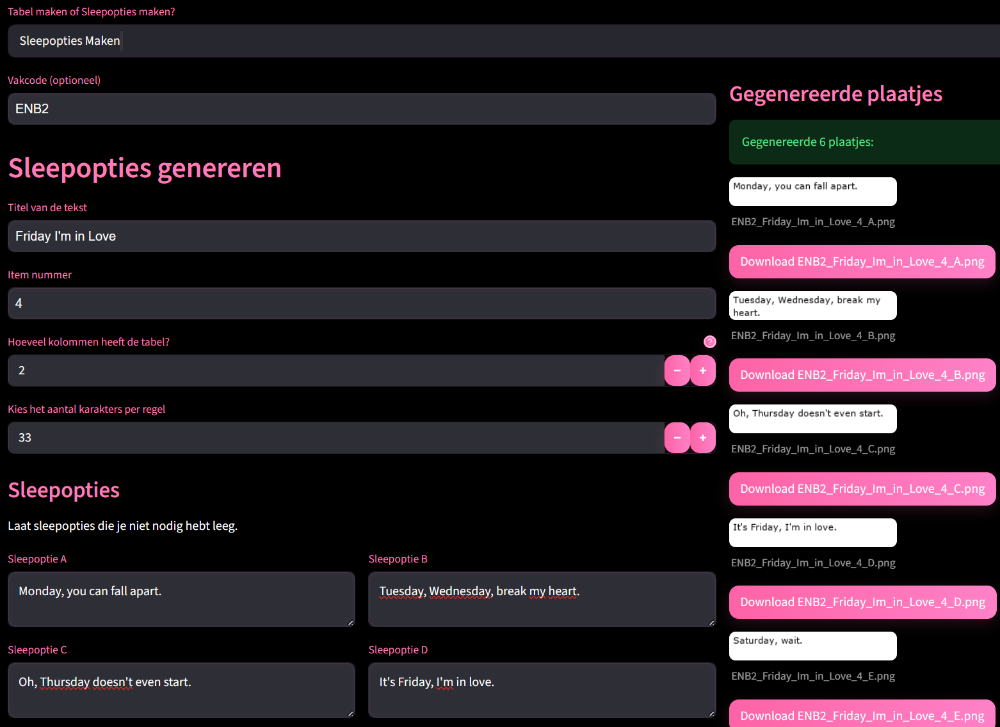 Tabel maken of Sleepopties maken?
Sleepopties Maken
Vakcode (optioneel)
ENB2
Sleepopties genereren
Titel van de tekst
Friday I'm in Love
Item nummer
4
Hoeveel kolommen heeft de tabel?
?
2
− +
Kies het aantal karakters per regel
33
− +
Sleepopties
Laat sleepopties die je niet nodig hebt leeg.
Sleepoptie A
Monday, you can fall apart.
Sleepoptie B
Tuesday, Wednesday, break my heart.
Sleepoptie C
Oh, Thursday doesn't even start.
Sleepoptie D
It's Friday, I'm in love.
Gegenereerde plaatjes
Gegenereerde 6 plaatjes:
Monday, you can fall apart.
ENB2_Friday_Im_in_Love_4_A.png
Download ENB2_Friday_Im_in_Love_4_A.png
Tuesday, Wednesday, break my
heart.
ENB2_Friday_Im_in_Love_4_B.png
Download ENB2_Friday_Im_in_Love_4_B.png
Oh, Thursday doesn't even start.
ENB2_Friday_Im_in_Love_4_C.png
Download ENB2_Friday_Im_in_Love_4_C.png
It's Friday, I'm in love.
ENB2_Friday_Im_in_Love_4_D.png
Download ENB2_Friday_Im_in_Love_4_D.png
Saturday, wait.
ENB2_Friday_Im_in_Love_4_E.png
Download ENB2_Friday_Im_in_Love_4_E.png